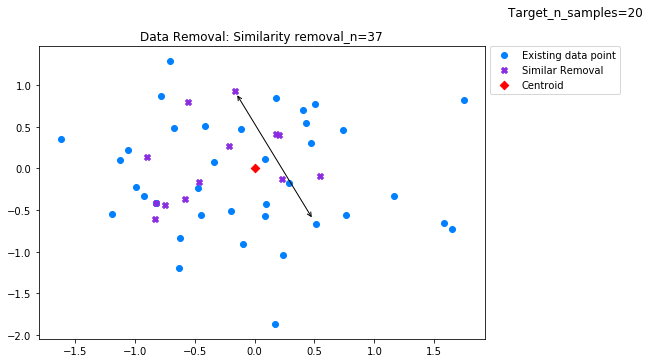 Target_n_samples=20
Data Removal: Similarity removal_n=37
Existing data point
Similar Removal
Centroid
1.0
0.5
0.0
−0.5
−1.0
−1.5
−2.0
−1.5 −1.0 −0.5 0.0 0.5 1.0 1.5